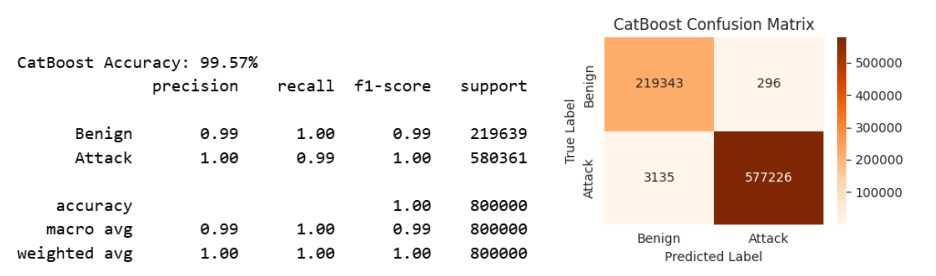 CatBoost Accuracy: 99.57%
precision recall f1-score support
Benign 0.99 1.00 0.99 219639
Attack 1.00 0.99 1.00 580361
accuracy 1.00 800000
macro avg 0.99 1.00 0.99 800000
weighted avg 1.00 1.00 1.00 800000
CatBoost Confusion Matrix
True Label
Benign
219343 296
Attack
3135 577226
Benign Attack
Predicted Label
500000
400000
300000
200000
100000